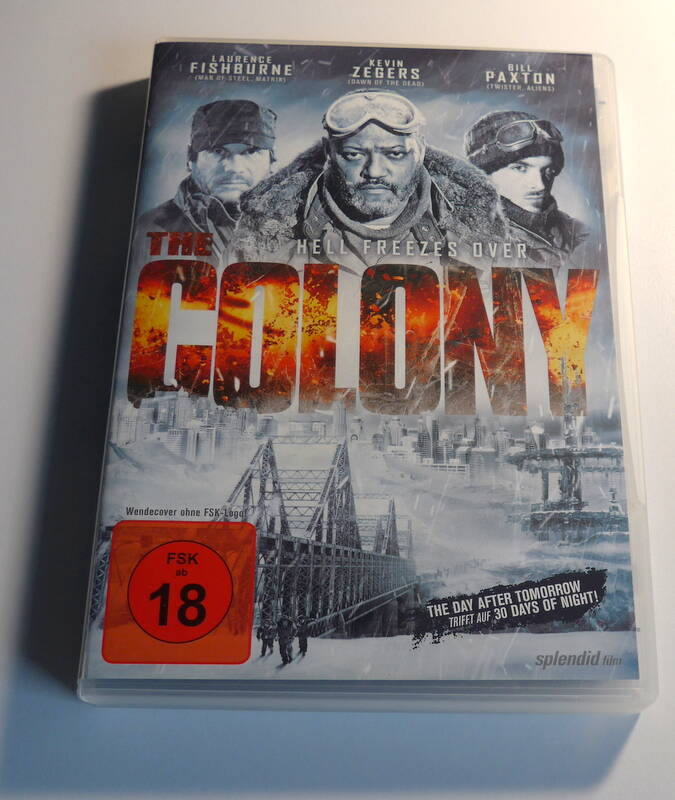 LAURENCE
FISHBURNE
(MAN OF STEEL, MATRIX)
KEVIN
ZEGERS
(DAWN OF THE DEAD)
BILL
PAXTON
(TWISTER, ALIENS)
THE
HELL FREEZES OVER
COLONY
Wendecover ohne FSK-Logo!
FSK
ab
18
THE DAY AFTER TOMORROW
TRIFFT AUF 30 DAYS OF NIGHT!
splendid film